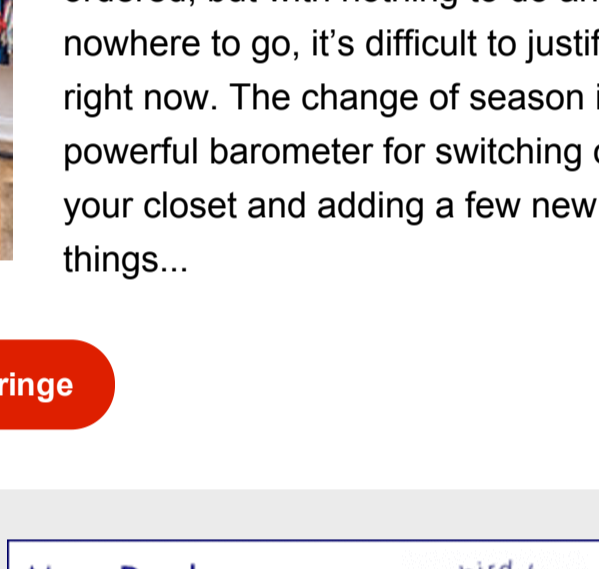 nowhere to go, it’s difficult to justif
right now. The change of season i
powerful barometer for switching
your closet and adding a few new
things...
ringe